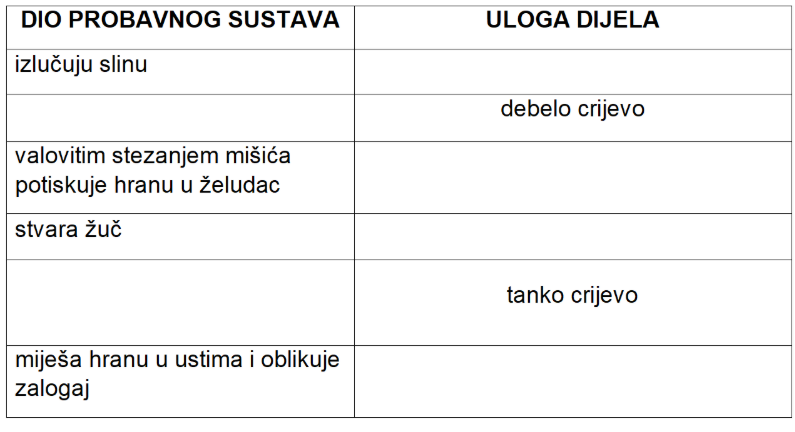 DIO PROBAVNOG SUSTAVA ULOGA DIJELA
izlučuju slinu
debelo crijevo
valovitim stezanjem mišića
potiskuje hranu u želudac
stvara žuč
tanko crijevo
miješa hranu u ustima i oblikuje
zalogaj